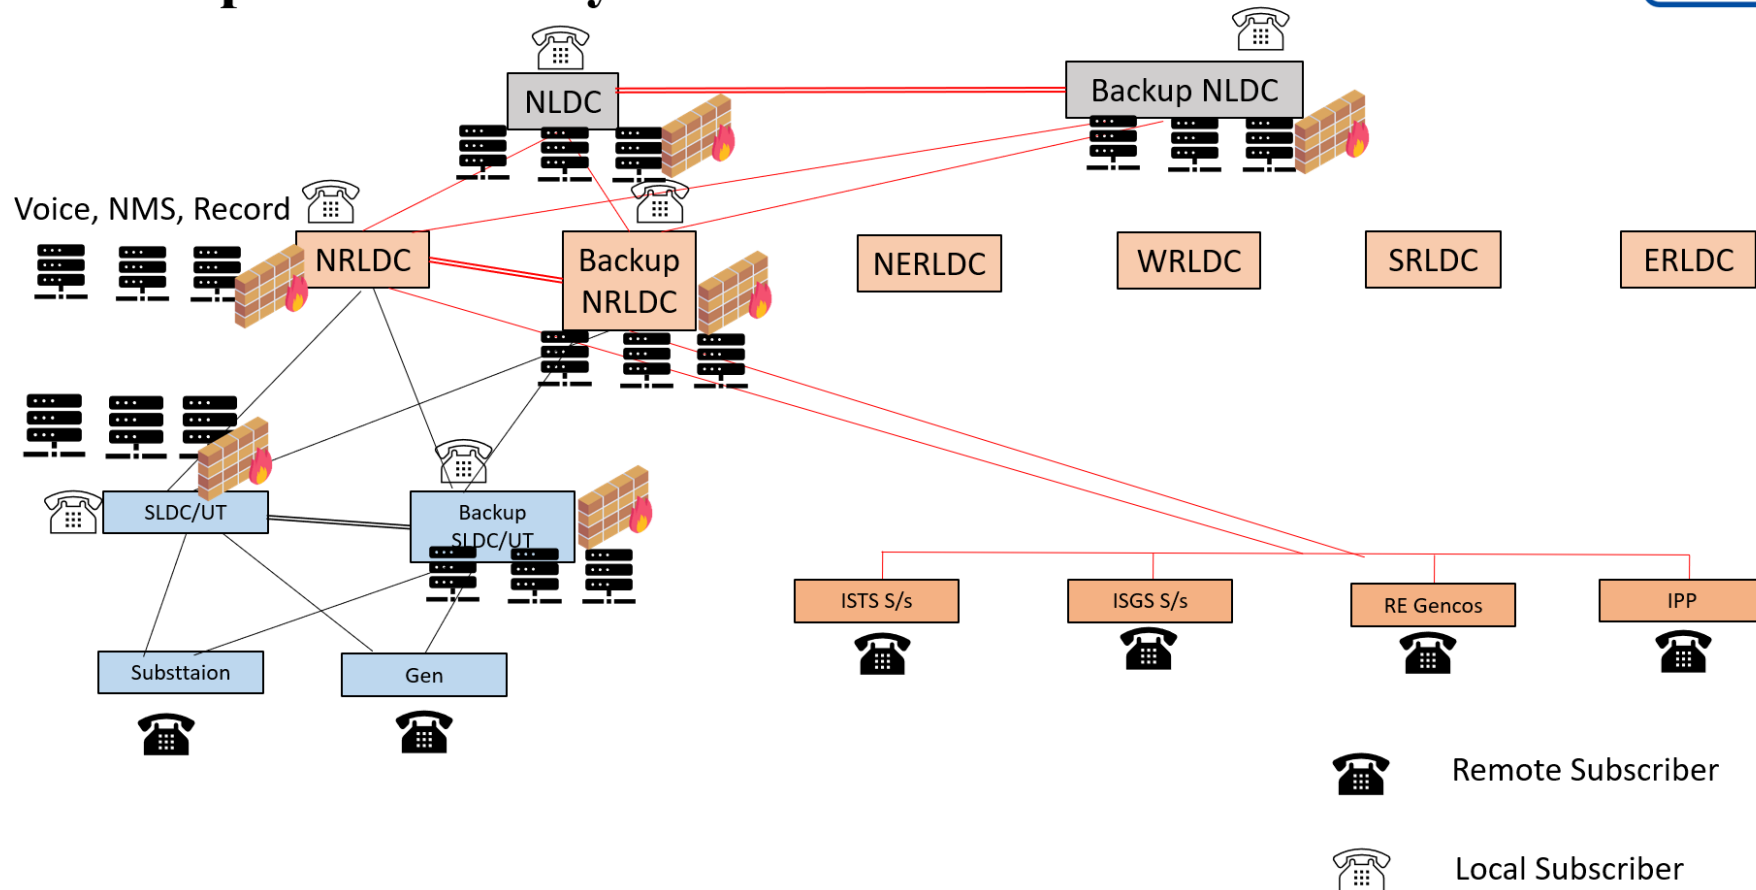 NLDC
Backup NLDC
Voice, NMS, Record
NRLDC
Backup
NRLDC
NERLDC
WRLDC
SRLDC
ERLDC
SLDC/UT
Backup
SLDC/UT
ISTS S/s
ISGS S/s
RE Gencos
IPP
Substtaion
Gen
Remote Subscriber
Local Subscriber